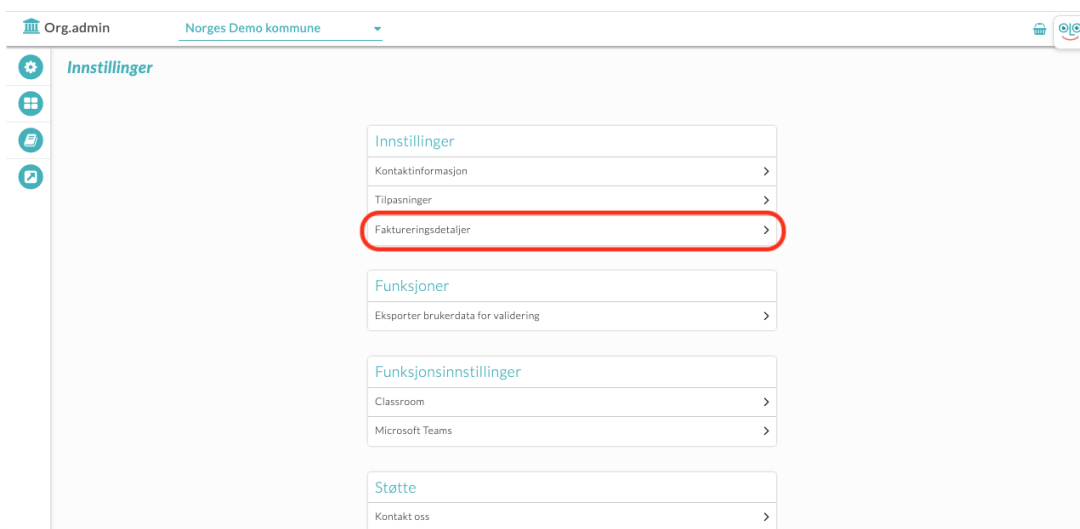 Org.admin
Norges Demo kommune
Innstillinger
Innstillinger
Kontaktinformasjon
Tilpasninger
Faktureringsdetaljer
Funksjoner
Eksporter brukerdata for validering
Funksjonsinnstillinger
Classroom
Microsoft Teams
Støtte
Kontakt oss